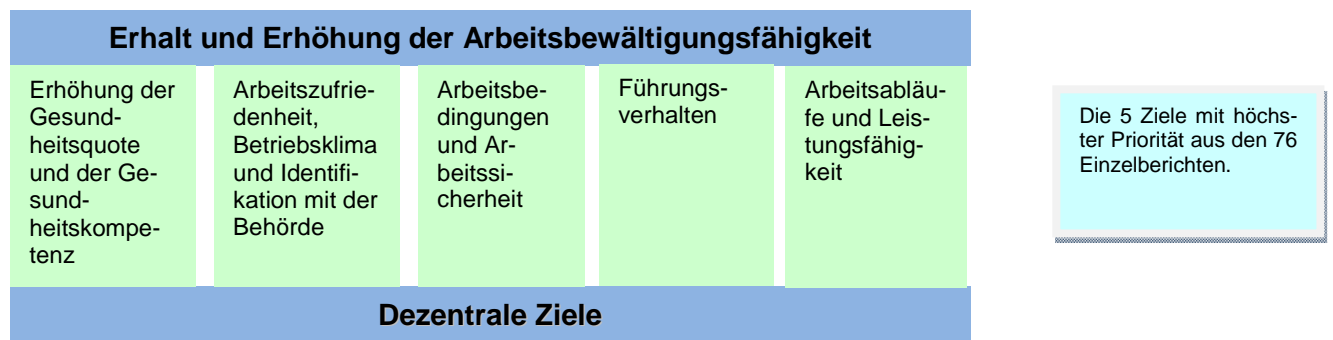 Erhalt und Erhöhung der Arbeitsbewältigungsfähigkeit
Erhöhung der
Gesund-
heitsquote
und der Ge-
sund-
heitskompe-
tenz
Arbeitszufrie-
denheit,
Betriebsklima
und Identifi-
kation mit der
Behörde
Arbeitsbe-
dingungen
und Ar-
beitssi-
cherheit
Führungs-
verhalten
Arbeitsabläu-
fe und Leis-
tungsfähig-
keit
Die 5 Ziele mit höchs-
ter Priorität aus den 76
Einzelberichten.
Dezentrale Ziele